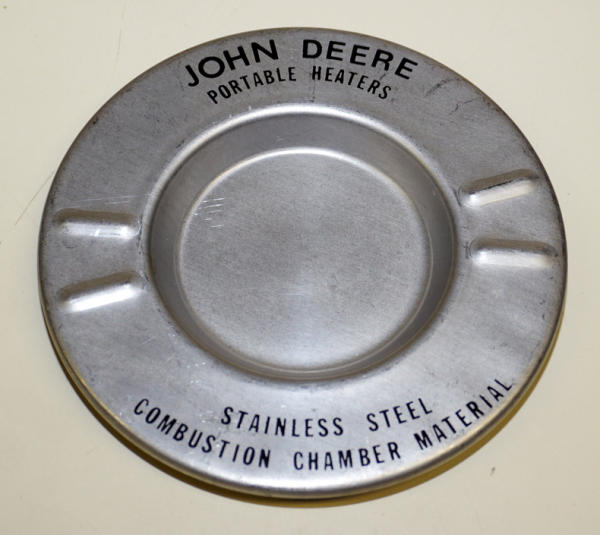 JOHN DEERE
PORTABLE HEATERS
STAINLESS STEEL
COMBUSTION CHAMBER MATERIAL